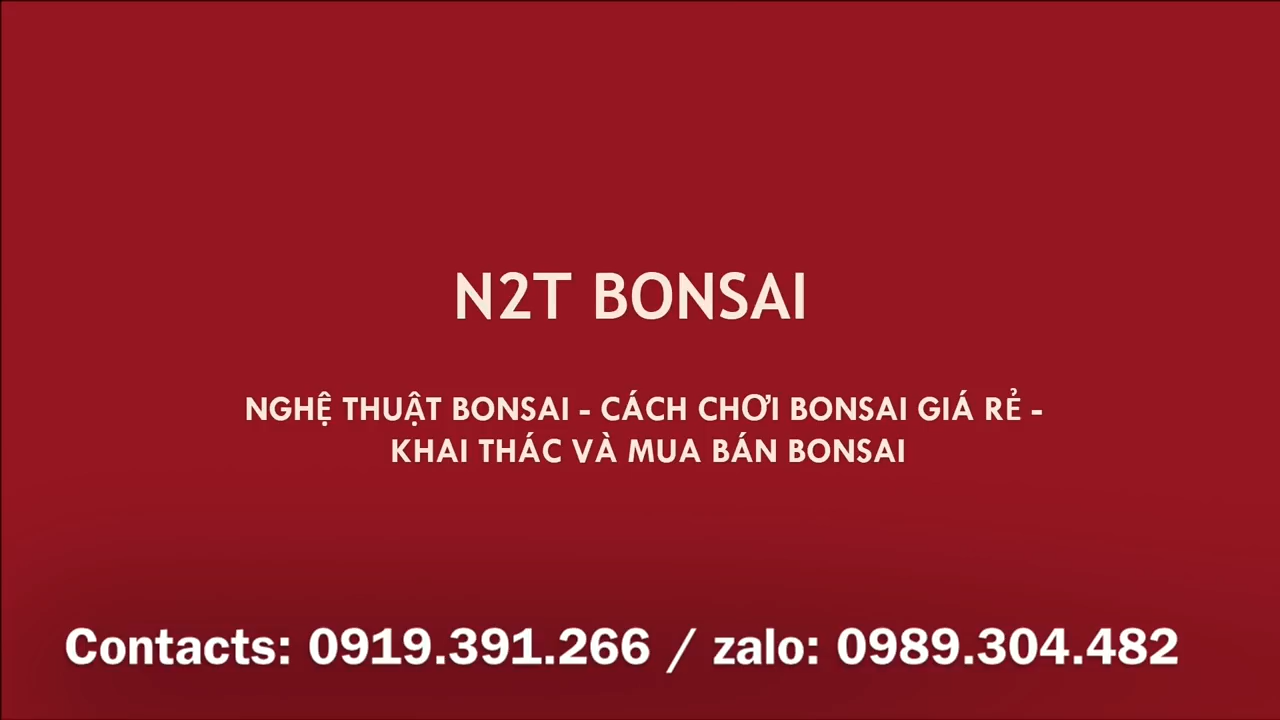 N2T BONSAI
NGHỆ THUẬT BONSAI - CÁCH CHƠI BONSAI GIÁ RẺ -
KHAI THÁC VÀ MUA BÁN BONSAI
Contacts: 0919.391.266 / zalo: 0989.304.482